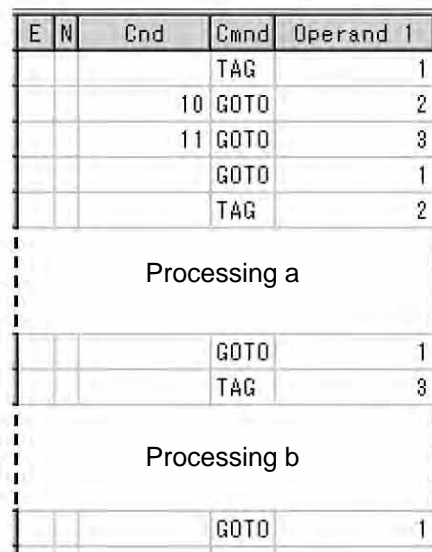 E N Cnd Cmnd Operand 1
TAG 1
10 GOTO 2
11 GOTO 3
GOTO 1
TAG 2
Processing a
GOTO 1
TAG 3
Processing b
GOTO 1